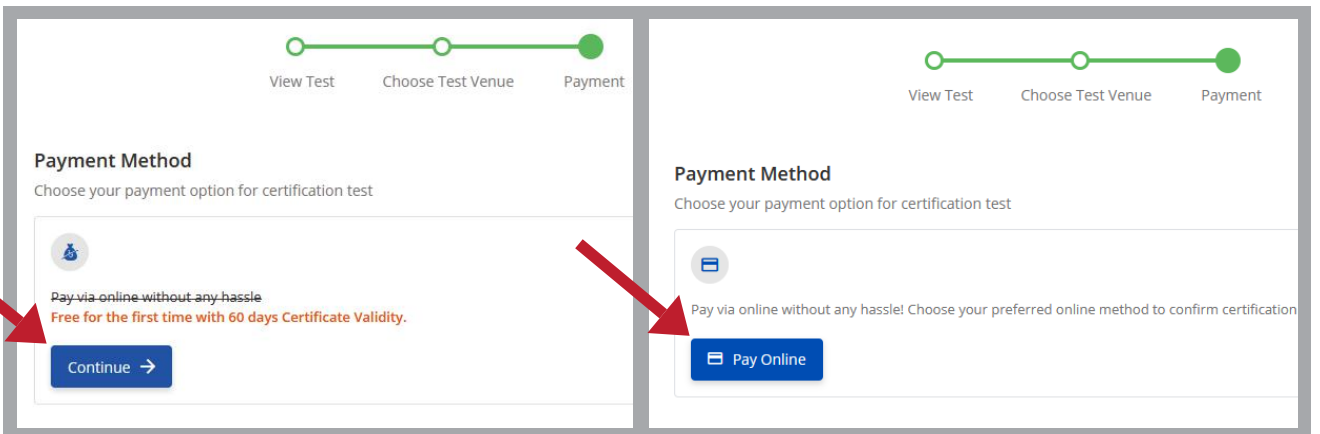 View Test
Choose Test Venue
Payment
Payment Method
Choose your payment option for certification test
Pay via online without any hassle
Free for the first time with 60 days Certificate Validity.
Continue →
View Test
Choose Test Venue
Payment
Payment Method
Choose your payment option for certification test
Pay via online without any hassle! Choose your preferred online method to confirm certification
Pay Online